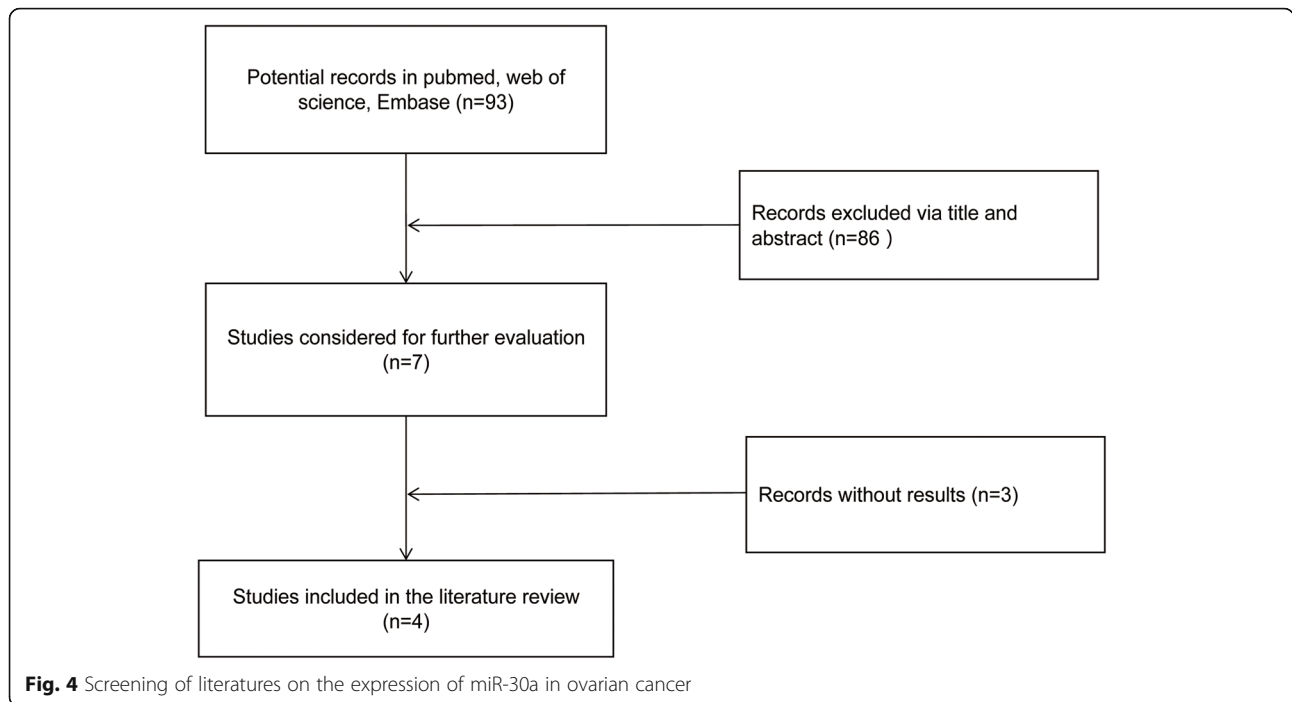 Potential records in pubmed, web of
science, Embase (n=93)
Records excluded via title and
abstract (n=86 )
Studies considered for further evaluation
(n=7)
Records without results (n=3)
Studies included in the literature review
(n=4)
Fig. 4 Screening of literatures on the expression of miR-30a in ovarian cancer